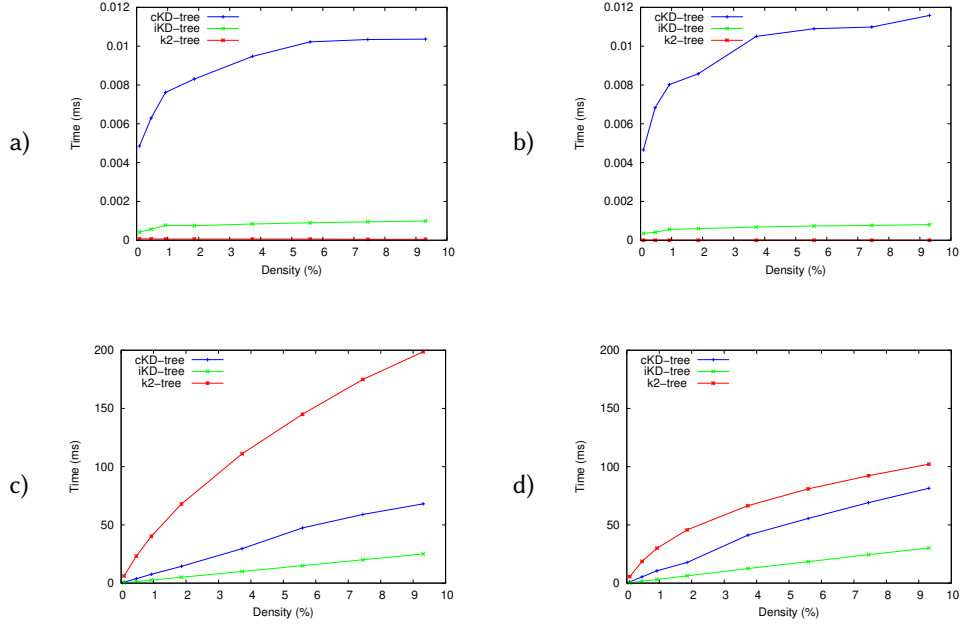 a)
Time (ms)
0.012
0.01
0.008
0.006
0.004
0.002
0
cKD−tree
iKD−tree
k2−tree
0 1 2 3 4 5 6 7 8 9 10
Density (%)
b)
Time (ms)
0.012
0.01
0.008
0.006
0.004
0.002
0
cKD−tree
iKD−tree
k2−tree
0 1 2 3 4 5 6 7 8 9 10
Density (%)
c)
Time (ms)
200
150
100
50
0
cKD−tree
iKD−tree
k2−tree
0 1 2 3 4 5 6 7 8 9 10
Density (%)
d)
Time (ms)
200
150
100
50
0
cKD−tree
iKD−tree
k2−tree
0 1 2 3 4 5 6 7 8 9 10
Density (%)